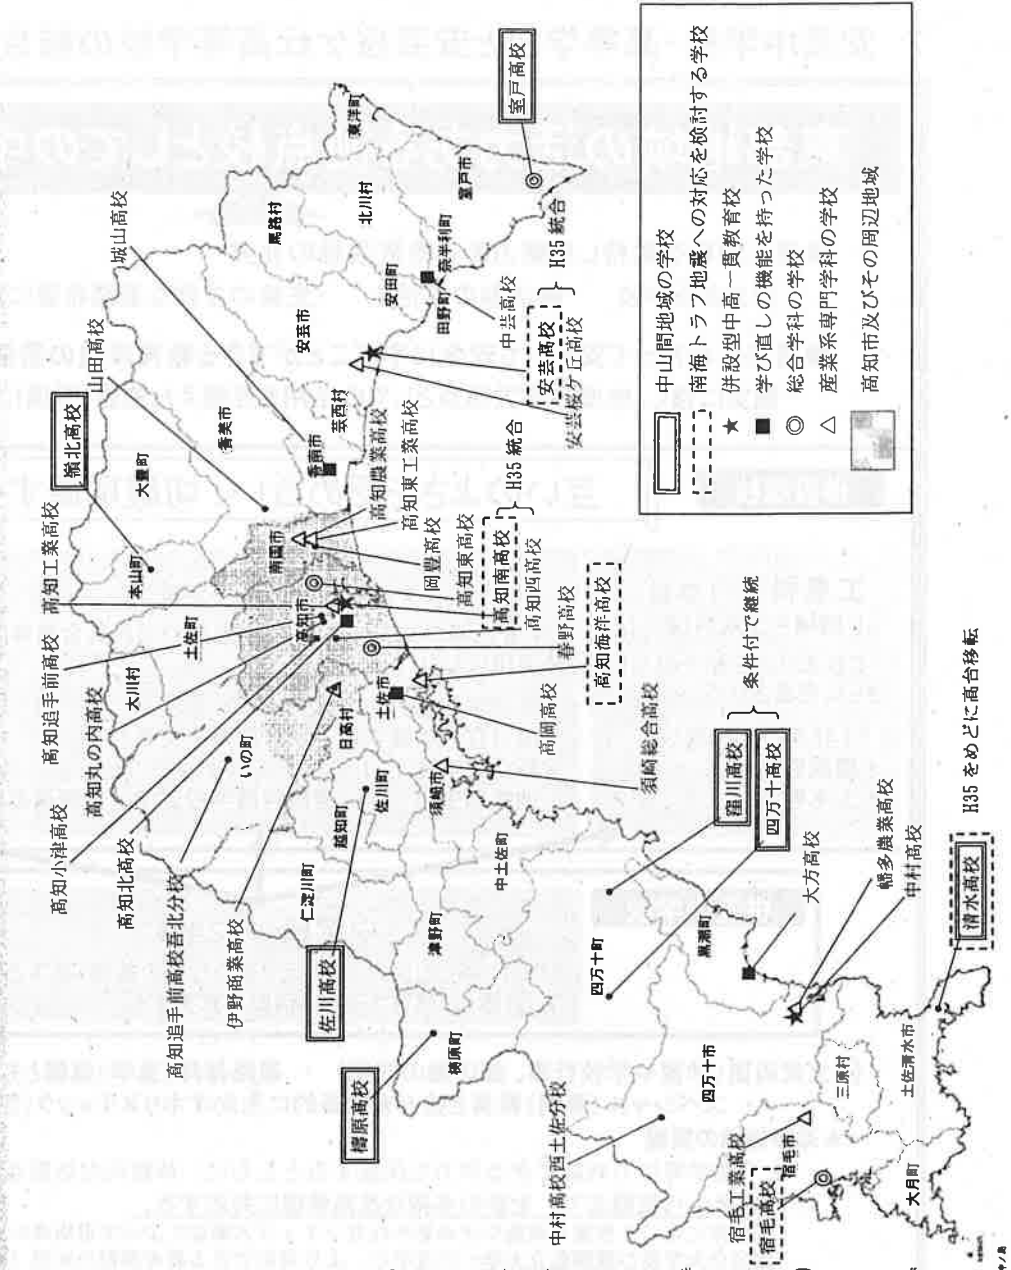 嶺北高校
山田高校
城山高校
室戸高校
高知工業高校
高知追手前高校
高知丸の内高校
高知小津高校
高知北高校
高知追手前高校吾北分校
伊野商業高校
佐川高校
檮原高校
中村高校西土佐分校
宿毛工業高校
宿毛高校
東洋町
室戸市
北川村
馬路村
奈半利町
田野町
安田町
安芸市
芸西村
香南市
香美市
大豊町
本山町
土佐町
大川村
南国市
高知市
いの町
日高村
土佐市
佐川町
越知町
須崎市
仁淀川町
中土佐町
津野町
梼原町
四万十町
黒潮町
四万十市
三原村
土佐清水市
宿毛市
大月町
中芸高校
安芸高校
安芸桜ケ丘高校
H35 統合
高知農業高校
高知東工業高校
岡豊高校
高知東高校
高知南高校
高知西高校
H35 統合
春野高校
高知海洋高校
高岡高校
須崎総合高校
窪川高校
四万十高校
条件付で継続
大方高校
幡多農業高校
中村高校
清水高校
H35 をめどに高台移転
中山間地域の学校
南海トラフ地震への対応を検討する学校
★ 併設型中高一貫教育校
■ 学び直しの機能を持った学校
◎ 総合学科の学校
△ 産業系専門学科の学校
高知市及びその周辺地域